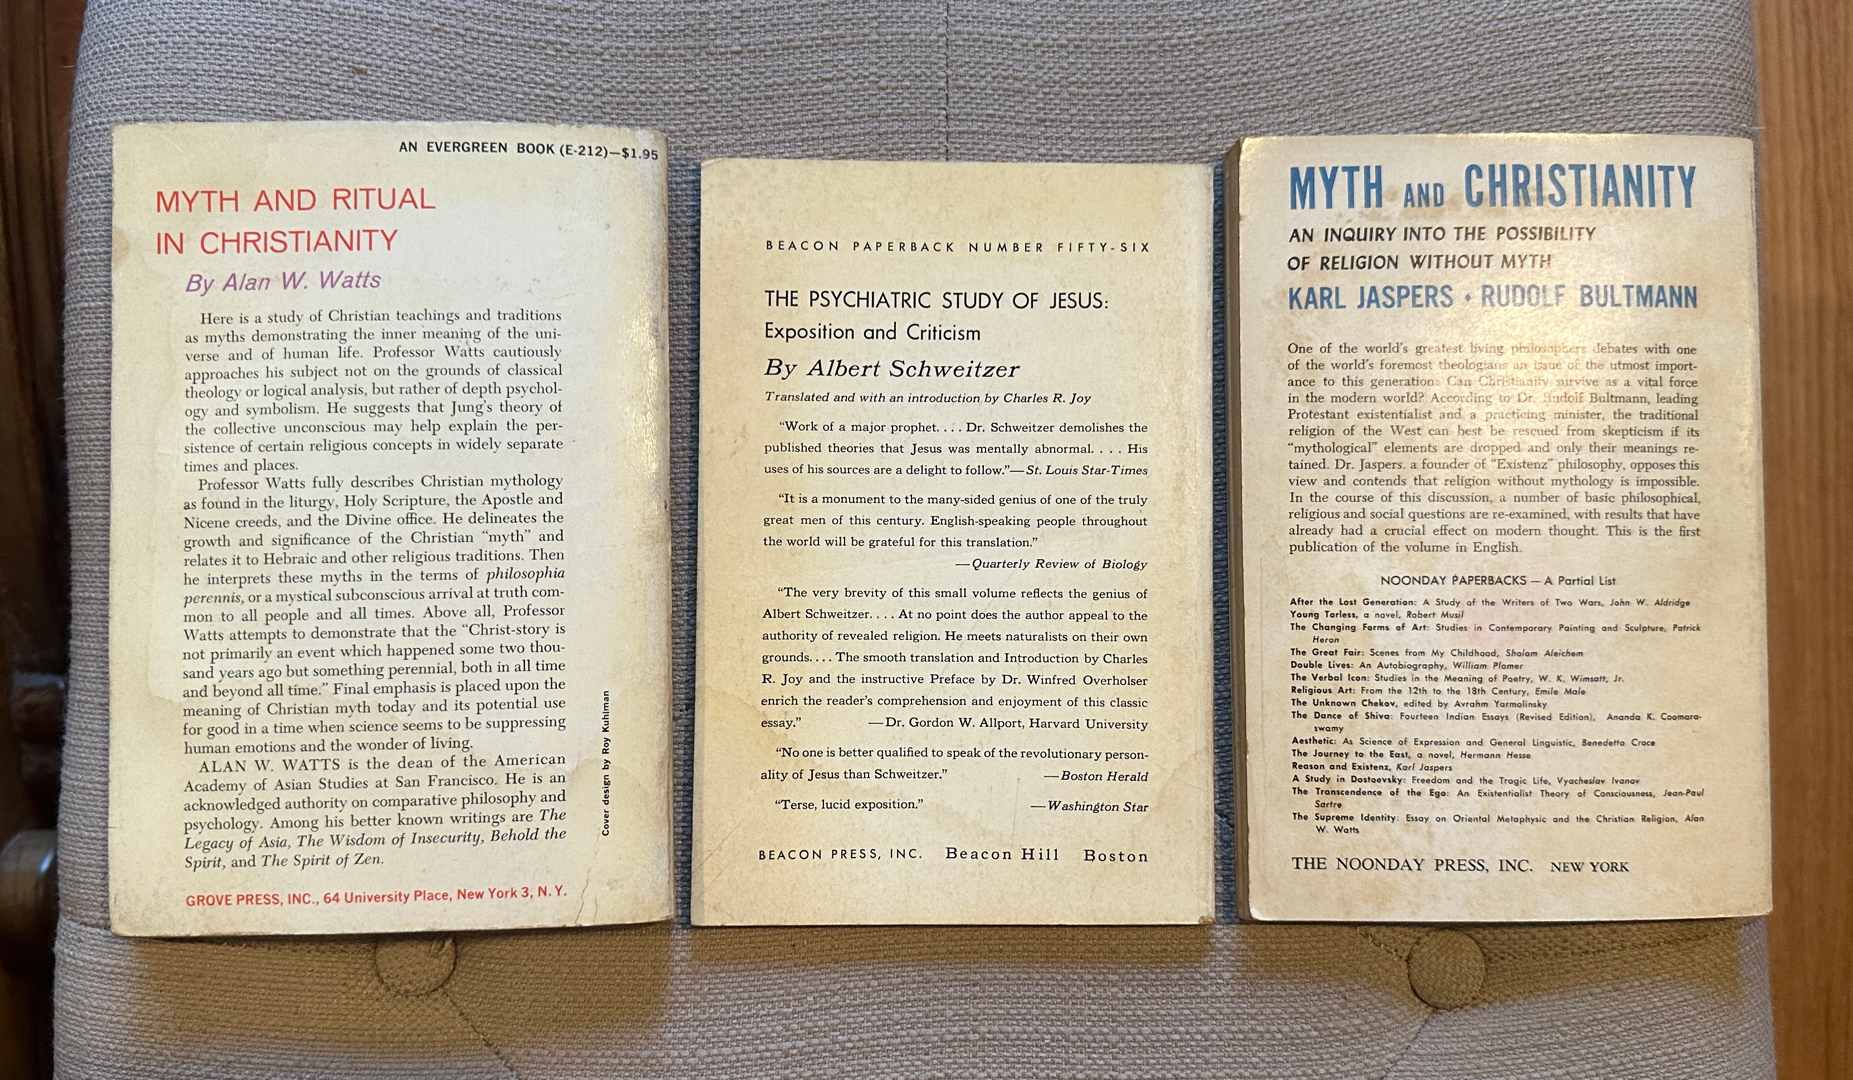 AN EVERGREEN BOOK (E-212)—$1.95
MYTH AND RITUAL
IN CHRISTIANITY
By Alan W. Watts
Here is a study of Christian teachings and traditions
as myths demonstrating the inner meaning of the uni-
verse and of human life. Professor Watts cautiously
approaches his subject not on the grounds of classical
theology or logical analysis, but rather of depth psychol-
ogy and symbolism. He suggests that Jung's theory of
the collective unconscious may help explain the per-
sistence of certain religious concepts in widely separate
times and places.
Professor Watts fully describes Christian mythology
as found in the liturgy, Holy Scripture, the Apostle and
Nicene creeds, and the Divine office. He delineates the
growth and significance of the Christian “myth” and
relates it to Hebraic and other religious traditions. Then
he interprets these myths in the terms of philosophia
perennis, or a mystical subconscious arrival at truth com-
mon to all people and all times. Above all, Professor
Watts attempts to demonstrate that the “Christ-story is
not primarily an event which happened some two thou-
sand years ago but something perennial, both in all time
and beyond all time.” Final emphasis is placed upon the
meaning of Christian myth today and its potential use
for good in a time when science seems to be suppressing
human emotions and the wonder of living.
ALAN W. WATTS is the dean of the American
Academy of Asian Studies at San Francisco. He is an
acknowledged authority on comparative philosophy and
psychology. Among his better known writings are The
Legacy of Asia, The Wisdom of Insecurity, Behold the
Spirit, and The Spirit of Zen.
Cover design by Roy Kuhlman
GROVE PRESS, INC., 64 University Place, New York 3, N. Y.
BEACON PAPERBACK NUMBER FIFTY-SIX
THE PSYCHIATRIC STUDY OF JESUS:
Exposition and Criticism
By Albert Schweitzer
Translated and with an introduction by Charles R. Joy
“Work of a major prophet. . . . Dr. Schweitzer demolishes the
published theories that Jesus was mentally abnormal. . . . His
uses of his sources are a delight to follow.”—St. Louis Star-Times
“It is a monument to the many-sided genius of one of the truly
great men of this century. English-speaking people throughout
the world will be grateful for this translation.”
—Quarterly Review of Biology
“The very brevity of this small volume reflects the genius of
Albert Schweitzer. . . . At no point does the author appeal to the
authority of revealed religion. He meets naturalists on their own
grounds. . . . The smooth translation and Introduction by Charles
R. Joy and the instructive Preface by Dr. Winfred Overholser
enrich the reader's comprehension and enjoyment of this classic
essay.” —Dr. Gordon W. Allport, Harvard University
“No one is better qualified to speak of the revolutionary person-
ality of Jesus than Schweitzer.” —Boston Herald
“Terse, lucid exposition.” —Washington Star
BEACON PRESS, INC. Beacon Hill Boston
MYTH AND CHRISTIANITY
AN INQUIRY INTO THE POSSIBILITY
OF RELIGION WITHOUT MYTH
KARL JASPERS • RUDOLF BULTMANN
One of the world's greatest living philosophers debates with one
of the world's foremost theologians an issue of the utmost import-
ance to this generation: Can Christianity survive as a vital force
in the modern world? According to Dr. Rudolf Bultmann, leading
Protestant existentialist and a practicing minister, the traditional
religion of the West can best be rescued from skepticism if its
“mythological” elements are dropped and only their meanings re-
tained. Dr. Jaspers. a founder of “Existenz” philosophy, opposes this
view and contends that religion without mythology is impossible.
In the course of this discussion, a number of basic philosophical,
religious and social questions are re-examined, with results that have
already had a crucial effect on modern thought. This is the first
publication of the volume in English.
NOONDAY PAPERBACKS — A Partial List
After the Lost Generation: A Study of the Writers of Two Wars, John W. Aldridge
Young Torless, a novel, Robert Musil
The Changing Forms of Art: Studies in Contemporary Painting and Sculpture, Patrick
Heron
The Great Fair: Scenes from My Childhood, Sholom Aleichem
Double Lives: An Autobiography, William Plomer
The Verbal Icon: Studies in the Meaning of Poetry, W. K. Wimsatt, Jr.
Religious Art: From the 12th to the 18th Century, Emile Male
The Unknown Chekov, edited by Avrahm Yarmolinsky
The Dance of Shiva: Fourteen Indian Essays (Revised Edition), Ananda K. Coomara-
swamy
Aesthetic: As Science of Expression and General Linguistic, Benedetto Croce
The Journey to the East, a novel, Hermann Hesse
Reason and Existenz, Karl Jaspers
A Study in Dostoevsky: Freedom and the Tragic Life, Vyacheslav Ivanov
The Transcendence of the Ego: An Existentialist Theory of Consciousness, Jean-Paul
Sartre
The Supreme Identity: Essay on Oriental Metaphysic and the Christian Religion, Alan
W. Watts
THE NOONDAY PRESS, INC. NEW YORK